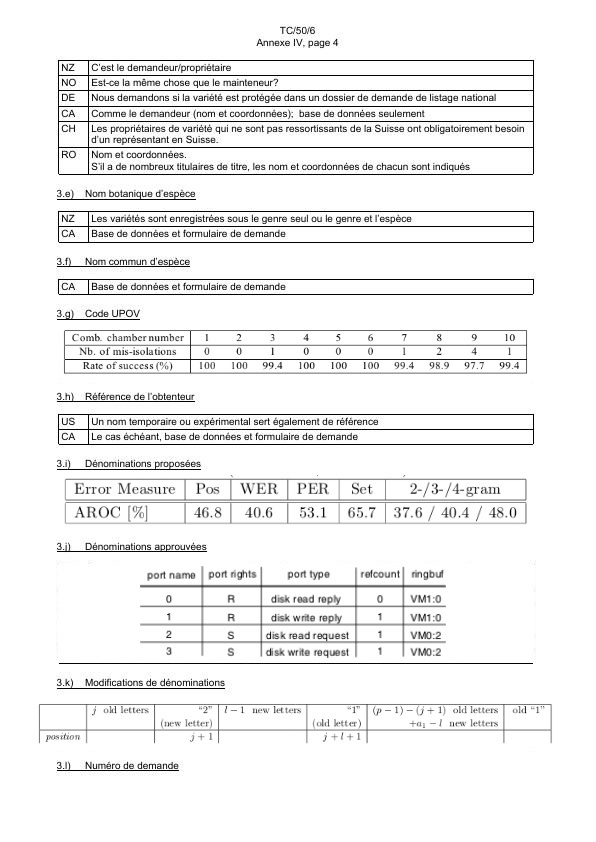 TC/50/6
Annexe IV, page 4
NZ C'est le demandeur/propriétaire
NO Est-ce la même chose que le mainteneur?
DE Nous demandons si la variété est protégée dans un dossier de demande de listage national
CA Comme le demandeur (nom et coordonnées); base de données seulement
CH Les propriétaires de variété qui ne sont pas ressortissants de la Suisse ont obligatoirement besoin
d'un représentant en Suisse.
RO Nom et coordonnées.
S'il a de nombreux titulaires de titre, les nom et coordonnées de chacun sont indiqués
3.e) Nom botanique d'espèce
NZ Les variétés sont enregistrées sous le genre seul ou le genre et l'espèce
CA Base de données et formulaire de demande
3.f) Nom commun d'espèce
CA Base de données et formulaire de demande
3.g) Code UPOV
Comb. chamber number 1 2 3 4 5 6 7 8 9 10
Nb. of mis-isolations 0 0 1 0 0 0 1 2 4 1
Rate of success (%) 100 100 99.4 100 100 100 99.4 98.9 97.7 99.4
3.h) Référence de l'obtenteur
US Un nom temporaire ou expérimental sert également de référence
CA Le cas échéant, base de données et formulaire de demande
3.i) Dénominations proposées
Error Measure Pos WER PER Set 2-/3-/4-gram
AROC [%] 46.8 40.6 53.1 65.7 37.6 / 40.4 / 48.0
3.j) Dénominations approuvées
port name port rights port type refcount ringbuf
0 R disk read reply 0 VM1:0
1 R disk write reply 1 VM1:0
2 S disk read request 1 VM0:2
3 S disk write request 1 VM0:2
3.k) Modifications de dénominations
j old letters "2" l − 1 new letters "1" (p − 1) − (j + 1) old letters old "1"
(new letter) (old letter) +a₁ − l new letters
position j + 1 j + l + 1
3.l) Numéro de demande